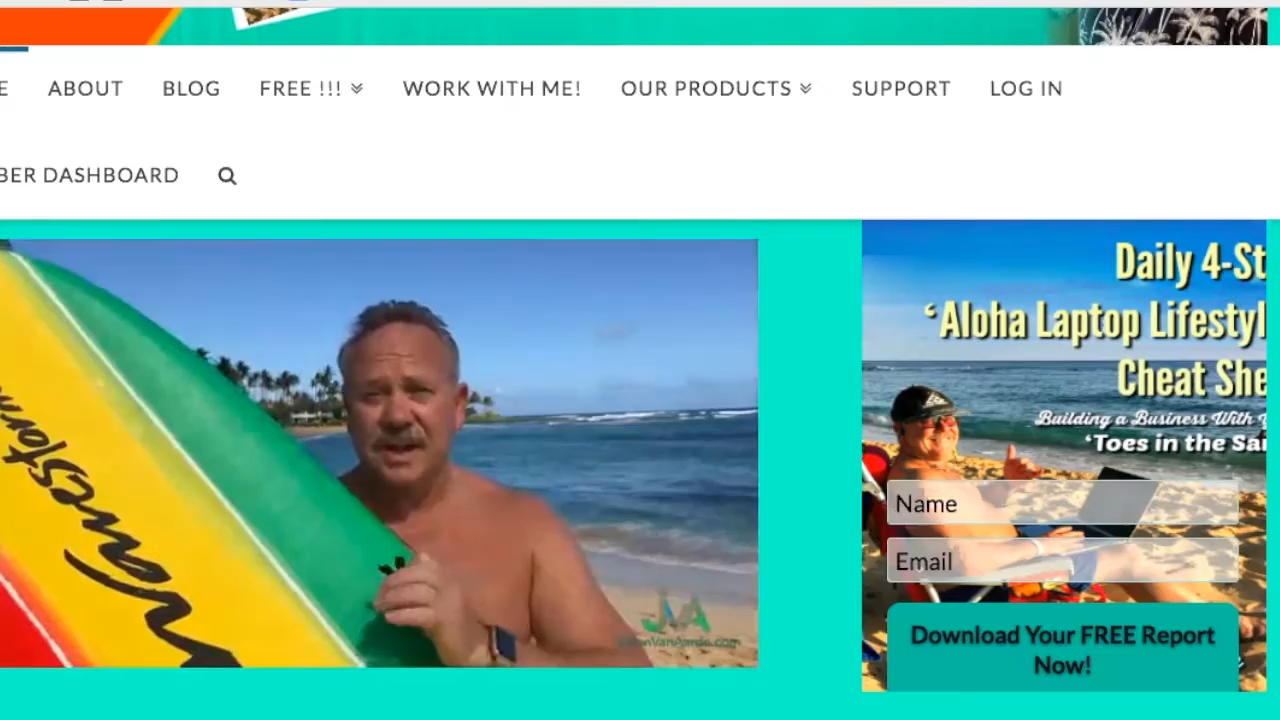 E ABOUT BLOG FREE !!! WORK WITH ME! OUR PRODUCTS SUPPORT LOG IN
BER DASHBOARD
Daily 4-St
‘Aloha Laptop Lifestyl
Cheat She
Building a Business With
‘Toes in the Sa
Name
Email
Download Your FREE Report
Now!
JVA